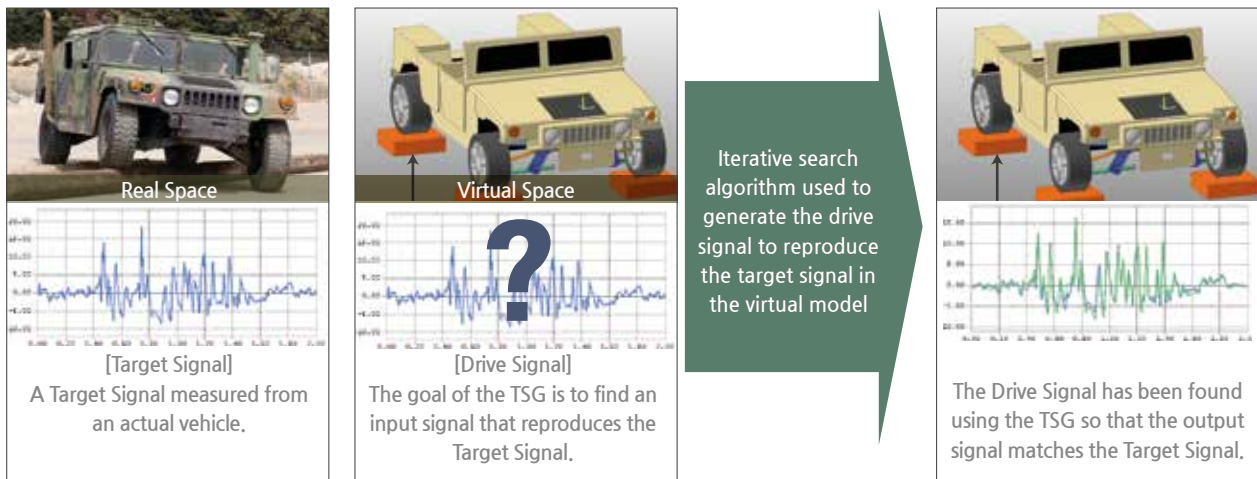 Real Space
[Target Signal]
A Target Signal measured from
an actual vehicle.
Virtual Space
?
[Drive Signal]
The goal of the TSG is to find an
input signal that reproduces the
Target Signal.
Iterative search
algorithm used to
generate the drive
signal to reproduce
the target signal in
the virtual model
The Drive Signal has been found
using the TSG so that the output
signal matches the Target Signal.